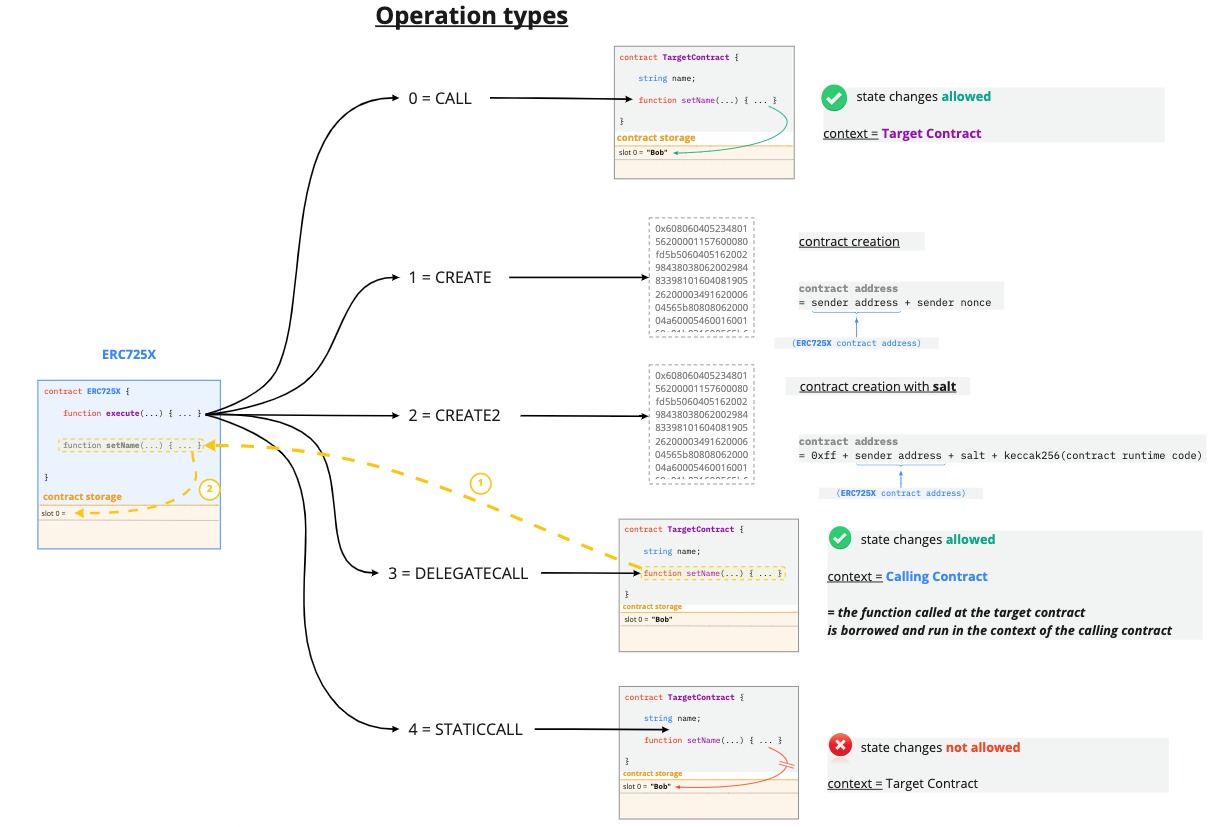 Operation types
0 = CALL
contract TargetContract {
string name;
function setName(...) { ... }
}
contract storage
slot 0 = "Bob"
state changes allowed
context = Target Contract
1 = CREATE
0x608060405234801
56200001157600080
fd5b5060405162002
98438038062002984
83398101604081905
26200003491620006
04565b80808062000
04a60005460016001
contract creation
contract address
= sender address + sender nonce
(ERC725X contract address)
ERC725X
contract ERC725X {
function execute(...) { ... }
function setName(...) { ... }
}
contract storage
slot 0 =
2
1
2 = CREATE2
0x608060405234801
56200001157600080
fd5b5060405162002
98438038062002984
83398101604081905
26200003491620006
04565b80808062000
04a60005460016001
contract creation with salt
contract address
= 0xff + sender address + salt + keccak256(contract runtime code)
(ERC725X contract address)
3 = DELEGATECALL
contract TargetContract {
string name;
function setName(...) { ... }
}
contract storage
slot 0 = "Bob"
state changes allowed
context = Calling Contract
= the function called at the target contract
is borrowed and run in the context of the calling contract
4 = STATICCALL
contract TargetContract {
string name;
function setName(...) { ... }
}
contract storage
slot 0 = "Bob"
state changes not allowed
context = Target Contract